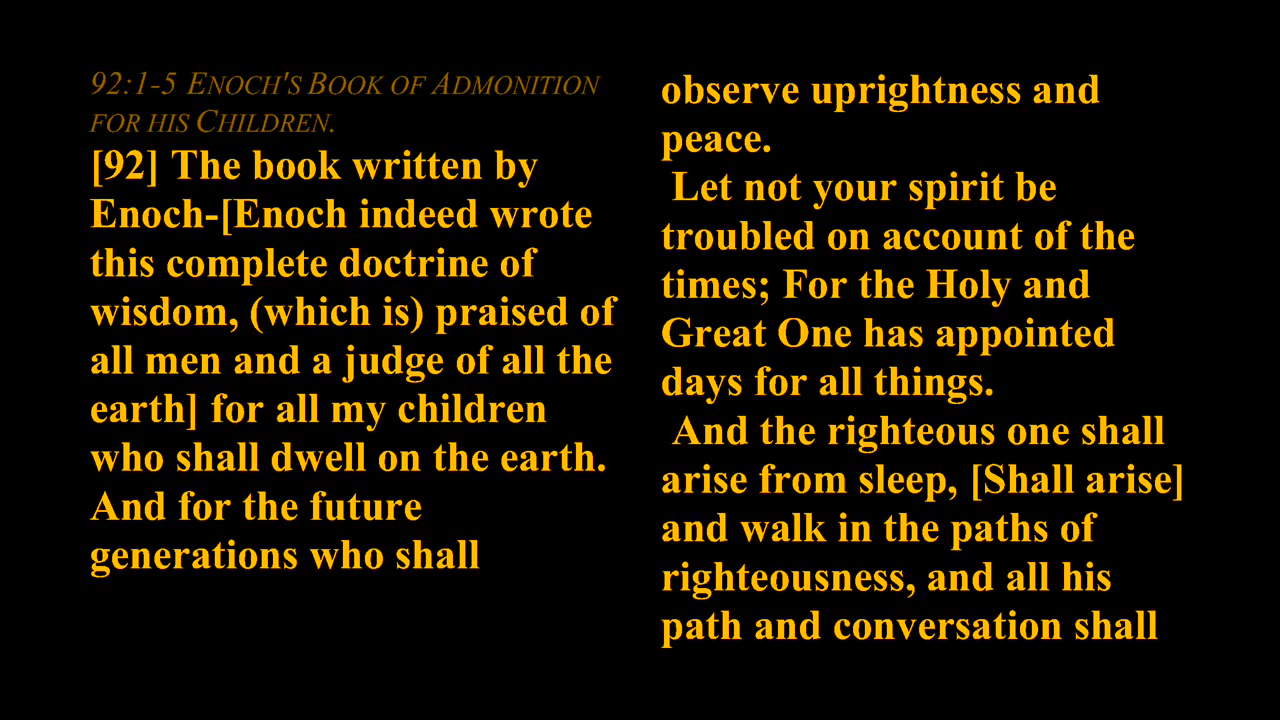 92:1-5 ENOCH'S BOOK OF ADMONITION
FOR HIS CHILDREN.
[92] The book written by
Enoch-[Enoch indeed wrote
this complete doctrine of
wisdom, (which is) praised of
all men and a judge of all the
earth] for all my children
who shall dwell on the earth.
And for the future
generations who shall
observe uprightness and
peace.
Let not your spirit be
troubled on account of the
times; For the Holy and
Great One has appointed
days for all things.
And the righteous one shall
arise from sleep, [Shall arise]
and walk in the paths of
righteousness, and all his
path and conversation shall